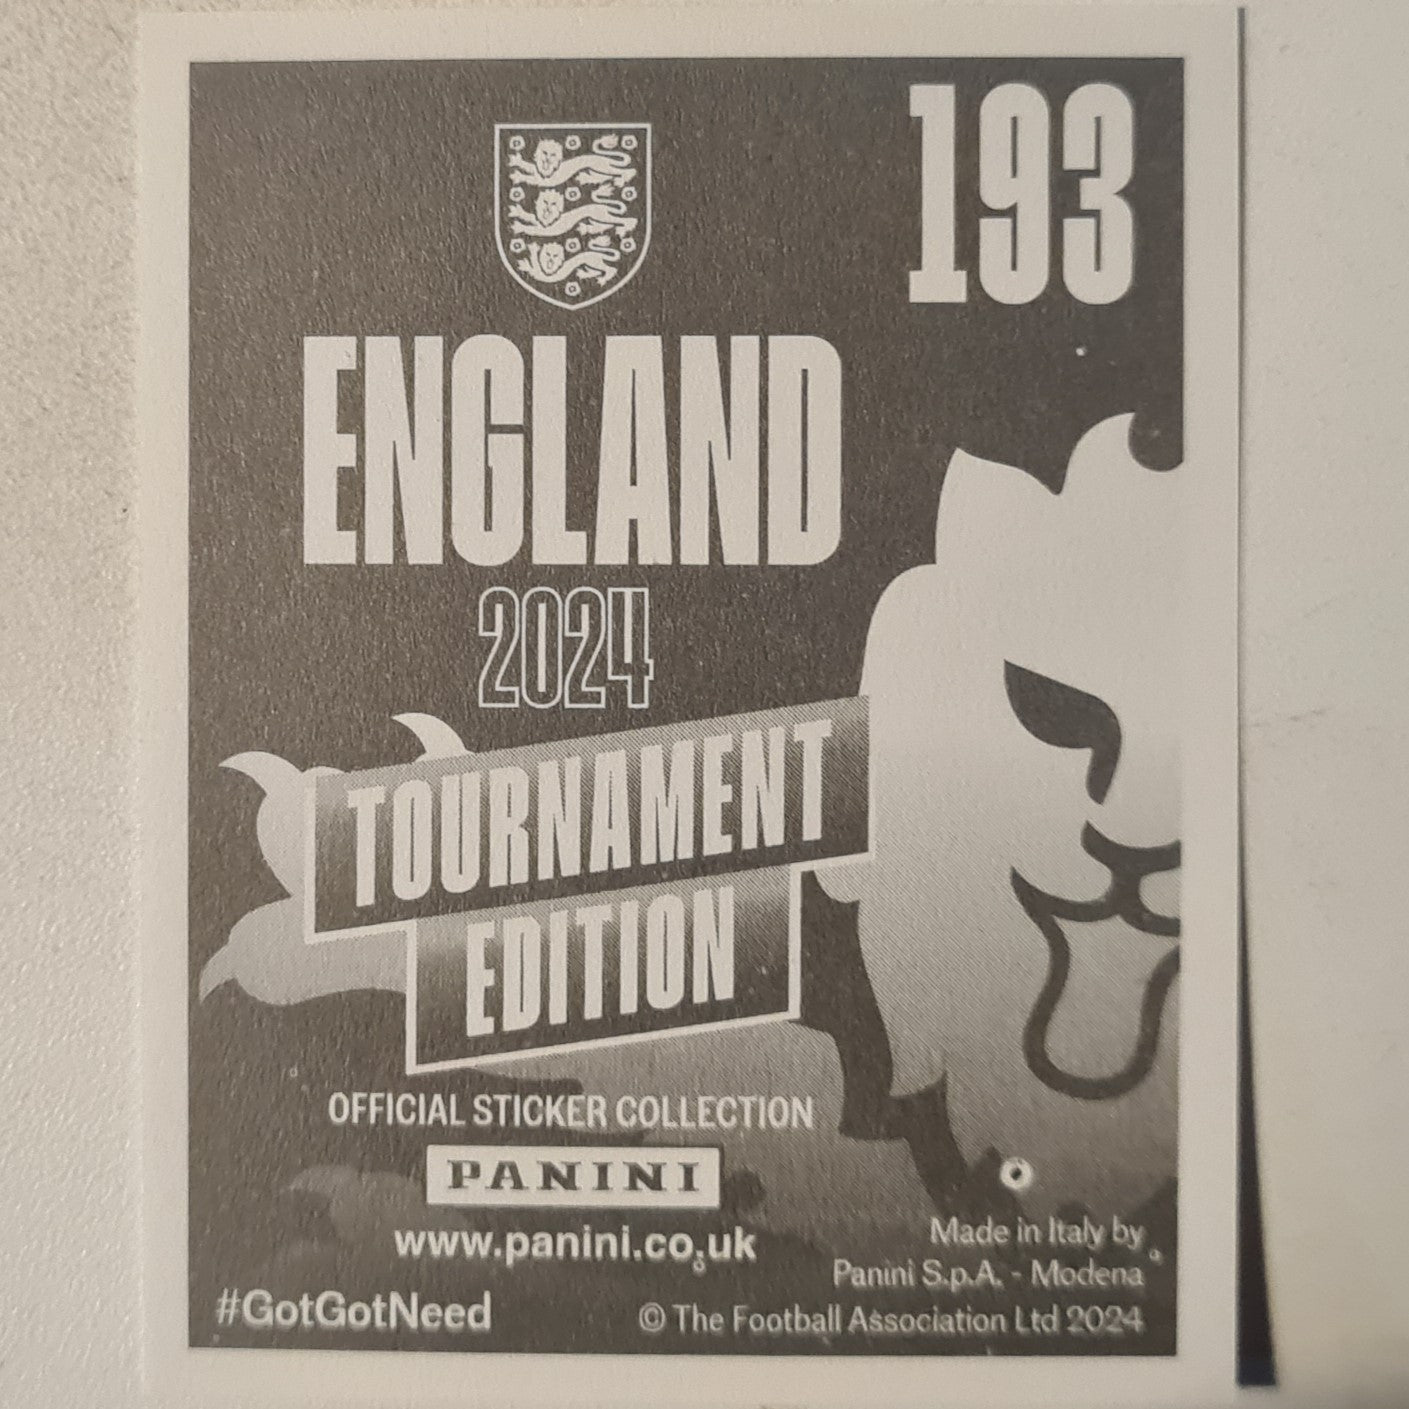 193
ENGLAND
2024
TOURNAMENT
EDITION
OFFICIAL STICKER COLLECTION
PANINI
www.panini.co.uk
#GotGotNeed
Made in Italy by
Panini S.p.A. - Modena
© The Football Association Ltd 2024